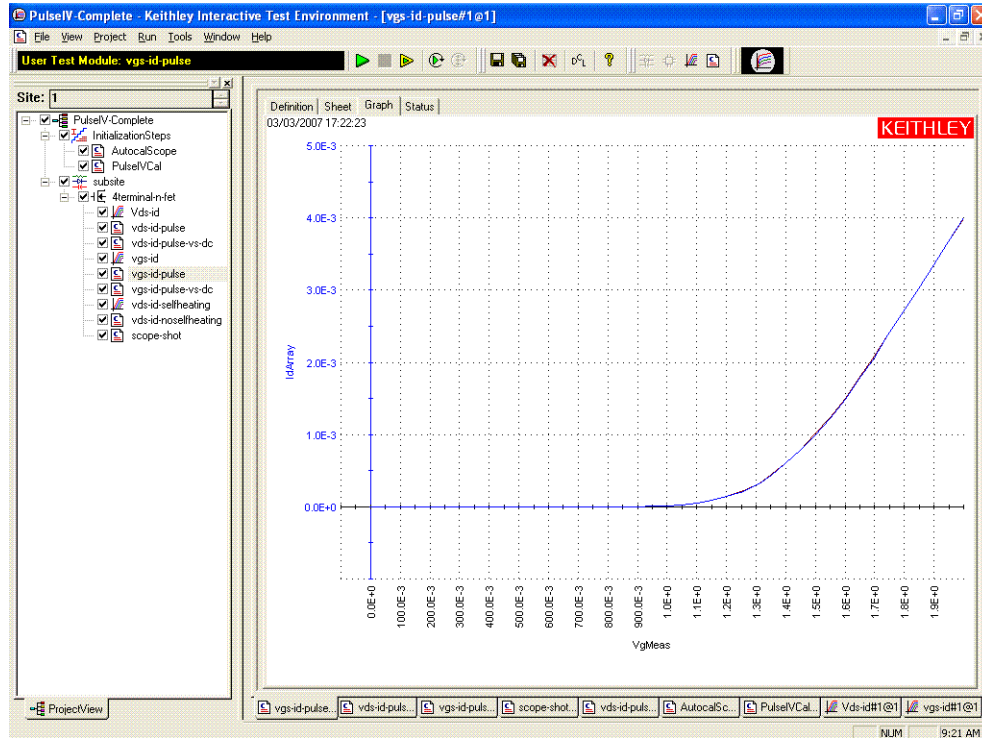 PulseIV-Complete - Keithley Interactive Test Environment - [vgs-id-pulse#1@1]
File View Project Run Tools Window Help
User Test Module: vgs-id-pulse
Site: 1
PulseIV-Complete
InitializationSteps
AutocalScope
PulseIVCal
subsite
4terminal-n-fet
Vds-id
vds-id-pulse
vds-id-pulse-vs-dc
vgs-id
vgs-id-pulse
vgs-id-pulse-vs-dc
vds-id-selfheating
vds-id-noselfheating
scope-shot
ProjectView
Definition Sheet Graph Status
03/03/2007 17:22:23
KEITHLEY
5.0E-3
4.0E-3
3.0E-3
2.0E-3
1.0E-3
0.0E+0
IdArray
0.0E+0 100.0E-3 200.0E-3 300.0E-3 400.0E-3 500.0E-3 600.0E-3 700.0E-3 800.0E-3 900.0E-3 1.0E+0 1.1E+0 1.2E+0 1.3E+0 1.4E+0 1.5E+0 1.6E+0 1.7E+0 1.8E+0 1.9E+0
VgMeas
vgs-id-pulse... vds-id-puls... vgs-id-puls... scope-shot... vds-id-puls... AutocalSc... PulseIVCal... Vds-id#1@1 vgs-id#1@1
NUM 9:21 AM